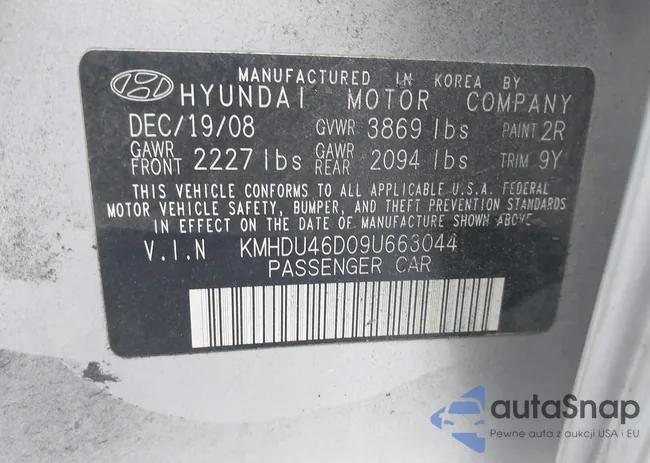 MANUFACTURED IN KOREA BY
HYUNDAI MOTOR COMPANY
DEC/19/08 GVWR 3869 lbs PAINT 2R
GAWR FRONT 2227 lbs GAWR REAR 2094 lbs TRIM 9Y
THIS VEHICLE CONFORMS TO ALL APPLICABLE U.S.A. FEDERAL
MOTOR VEHICLE SAFETY, BUMPER, AND THEFT PREVENTION STANDARDS
IN EFFECT ON THE DATE OF MANUFACTURE SHOWN ABOVE
V.I.N KMHDU46D09U663044
PASSENGER CAR
autaSnap
Pewne auta z aukcji USA i EU